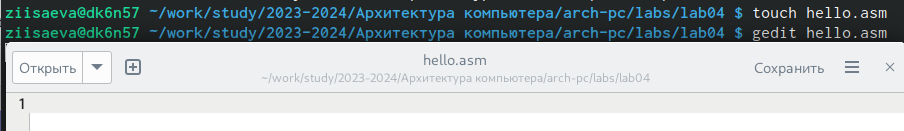 ziisaeva@dk6n57 ~/work/study/2023-2024/Архитектура компьютера/arch-pc/labs/lab04 $ touch hello.asm
ziisaeva@dk6n57 ~/work/study/2023-2024/Архитектура компьютера/arch-pc/labs/lab04 $ gedit hello.asm
Открыть hello.asm Сохранить
~/work/study/2023-2024/Архитектура компьютера/arch-pc/labs/lab04
1